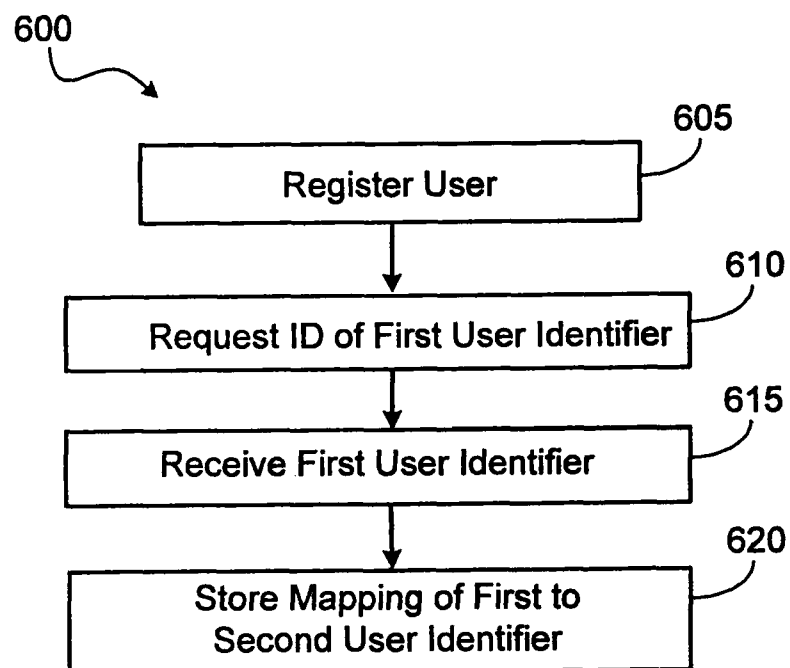 600
605
Register User
610
Request ID of First User Identifier
615
Receive First User Identifier
620
Store Mapping of First to
Second User Identifier